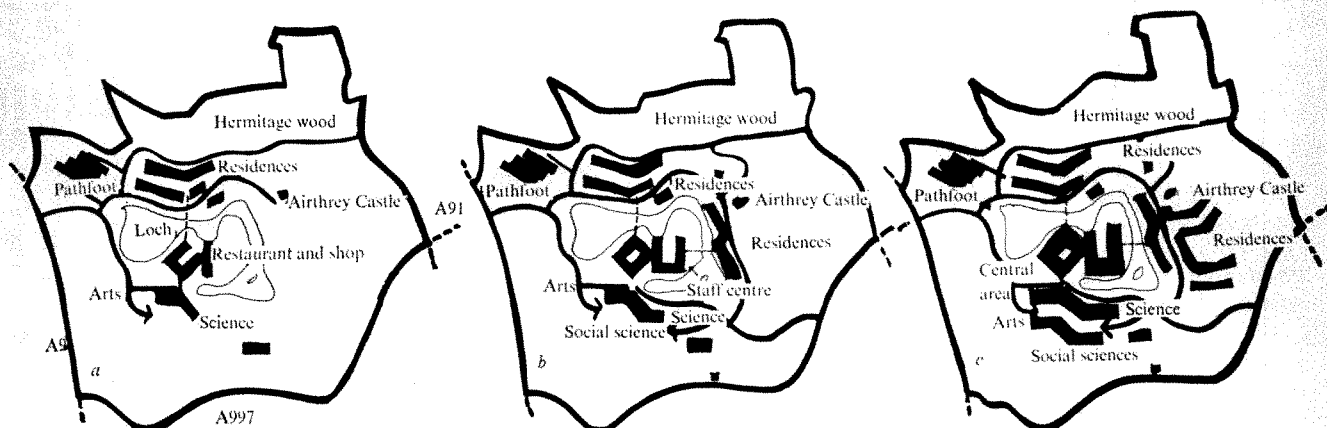 Hermitage wood
Residences
Pathfoot
Airthrey Castle
Loch
Restaurant and shop
Arts
Science
a
A997
A91
Hermitage wood
Pathfoot
Residences
Airthrey Castle
Residences
Arts
Staff centre
Science
Social science
b
Hermitage wood
Residences
Pathfoot
Airthrey Castle
Residences
Central
area
Science
Arts
Social sciences
c